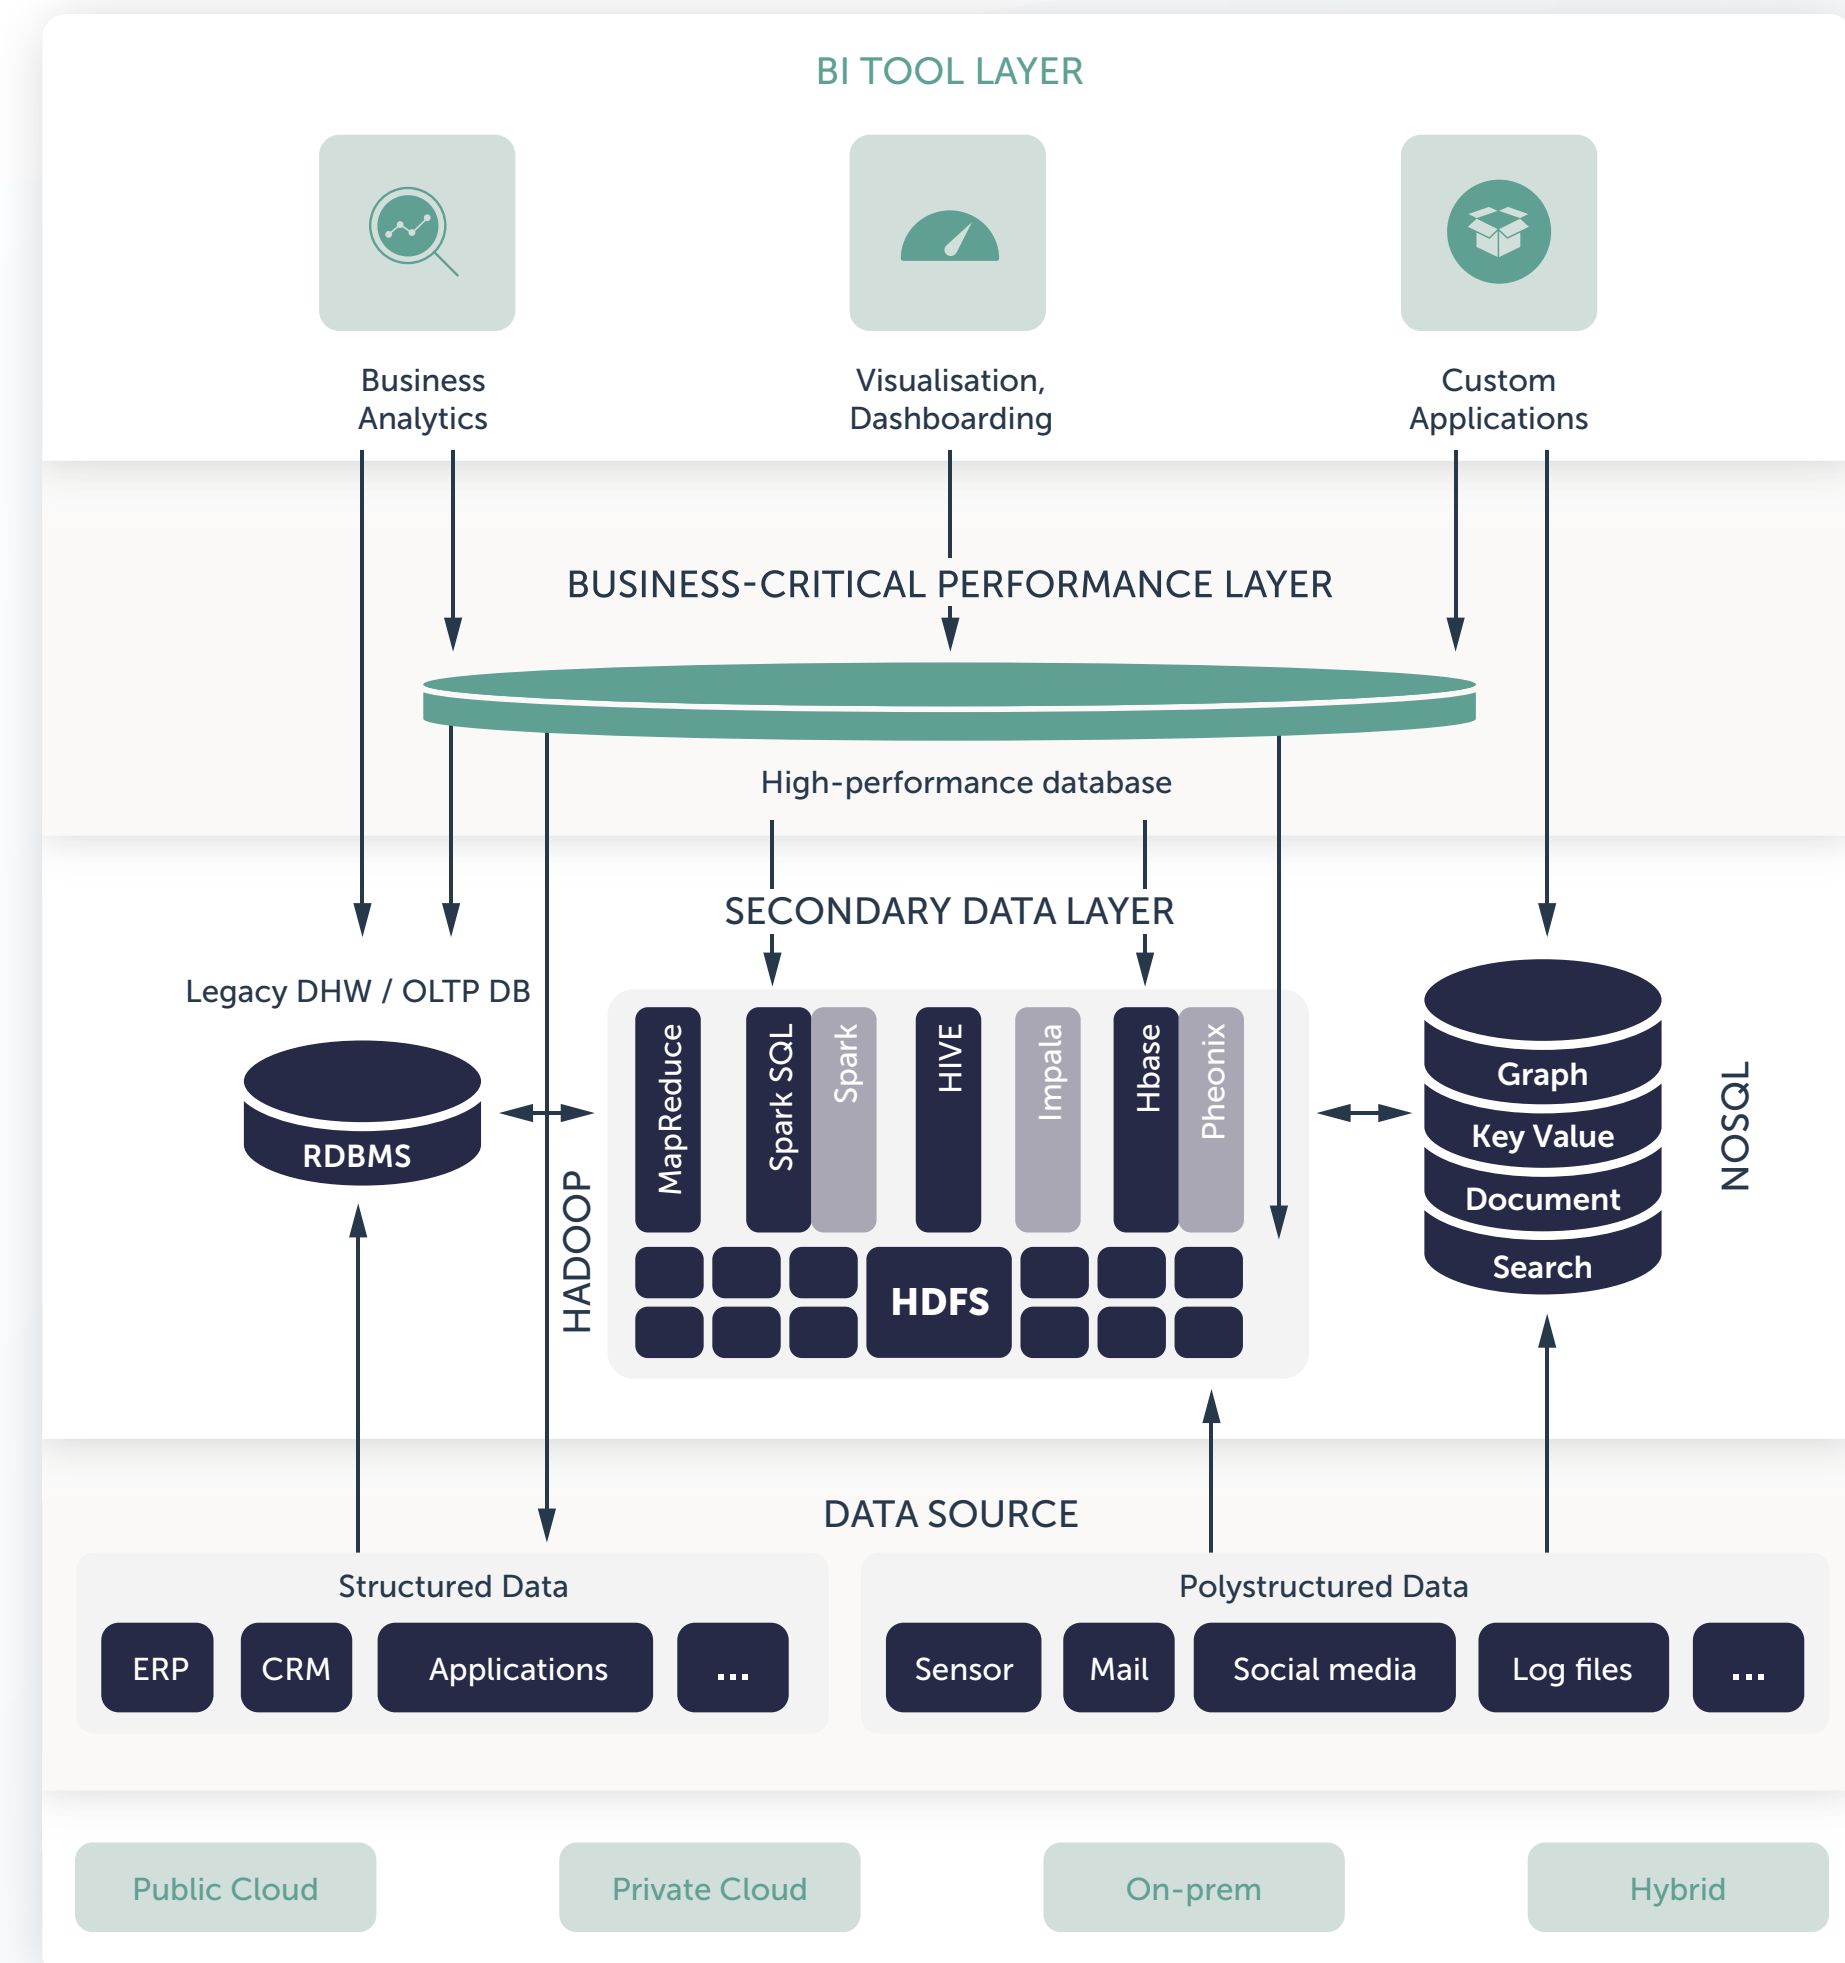 BI TOOL LAYER
Business
Analytics
Visualisation,
Dashboarding
Custom
Applications
BUSINESS-CRITICAL PERFORMANCE LAYER
High-performance database
SECONDARY DATA LAYER
Legacy DHW / OLTP DB
RDBMS
HADOOP
MapReduce
Spark SQL
Spark
HIVE
Impala
Hbase
Pheonix
HDFS
Graph
Key Value
Document
Search
NOSQL
DATA SOURCE
Structured Data
ERP
CRM
Applications
...
Polystructured Data
Sensor
Mail
Social media
Log files
...
Public Cloud
Private Cloud
On-prem
Hybrid